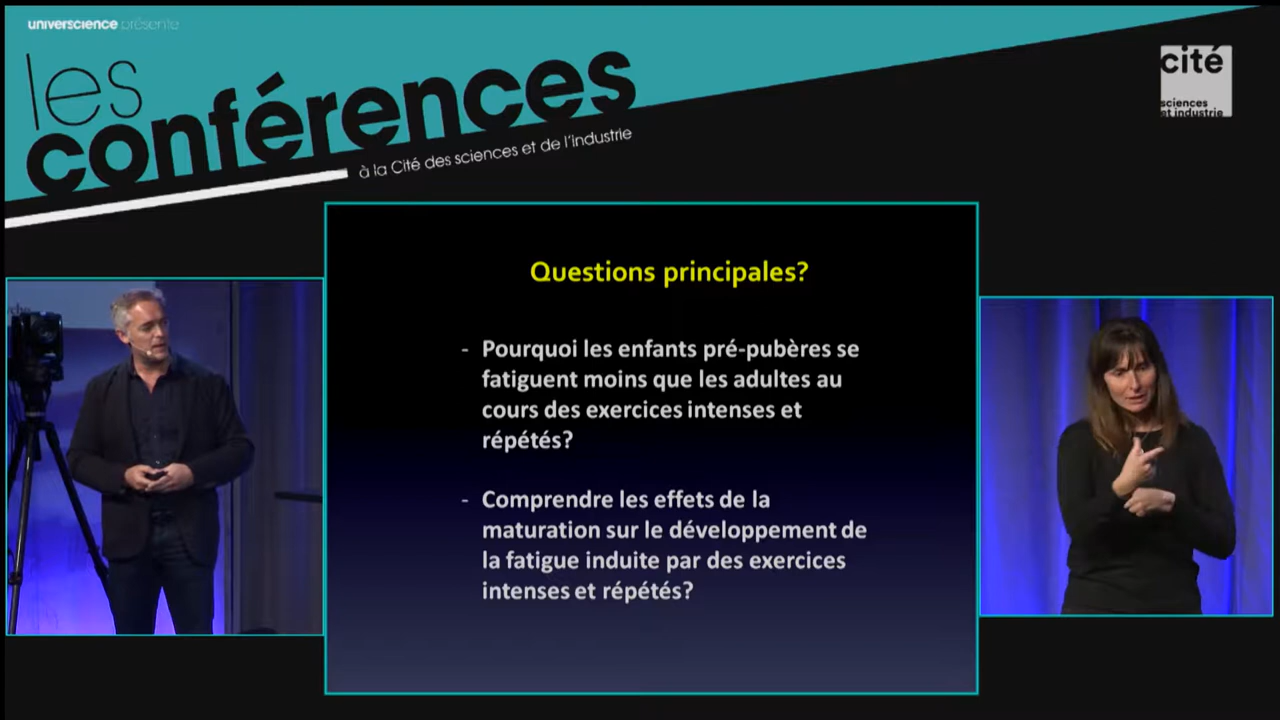 universcience présente
les
conférences
à la Cité des sciences et de l'industrie
cité
sciences
et industrie
Questions principales?
- Pourquoi les enfants pré-pubères se
fatiguent moins que les adultes au
cours des exercices intenses et
répétés?
- Comprendre les effets de la
maturation sur le développement de
la fatigue induite par des exercices
intenses et répétés?